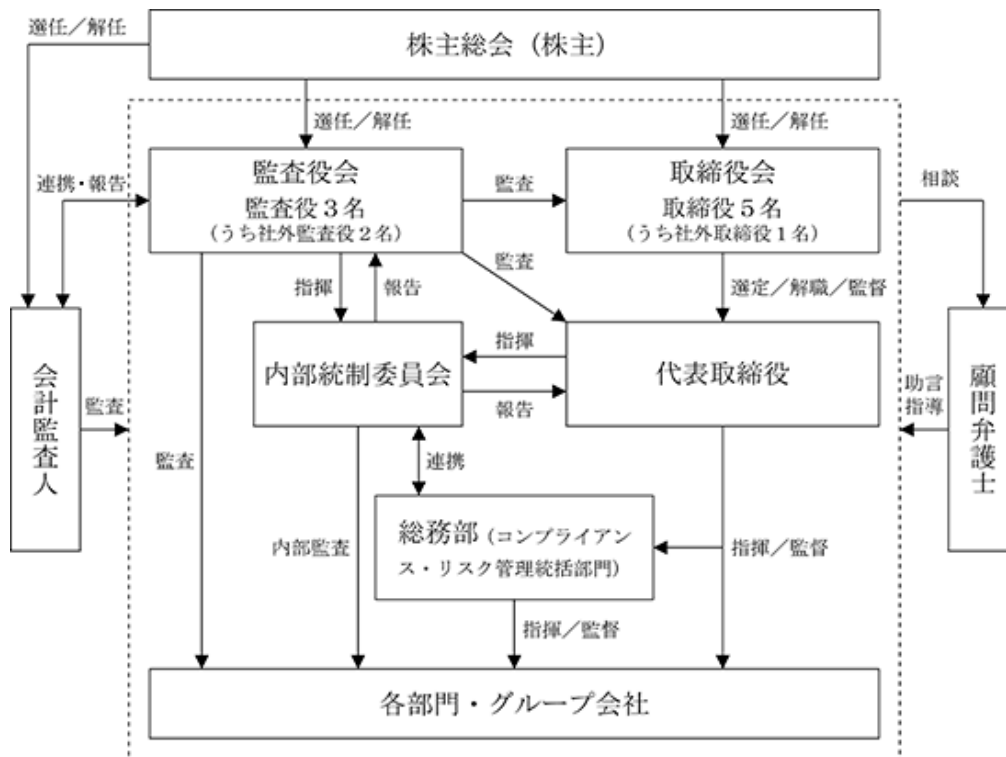 選任／解任
株主総会（株主）
選任／解任
選任／解任
連携・報告
監査役会
監査役３名
（うち社外監査役２名）
監査
取締役会
取締役５名
（うち社外取締役１名）
相談
監査
指揮
報告
選定／解職／監督
会計監査人
監査
内部統制委員会
指揮
報告
代表取締役
助言
指導
顧問弁護士
監査
連携
内部監査
総務部（コンプライアン
ス・リスク管理統括部門）
指揮／監督
指揮／監督
各部門・グループ会社